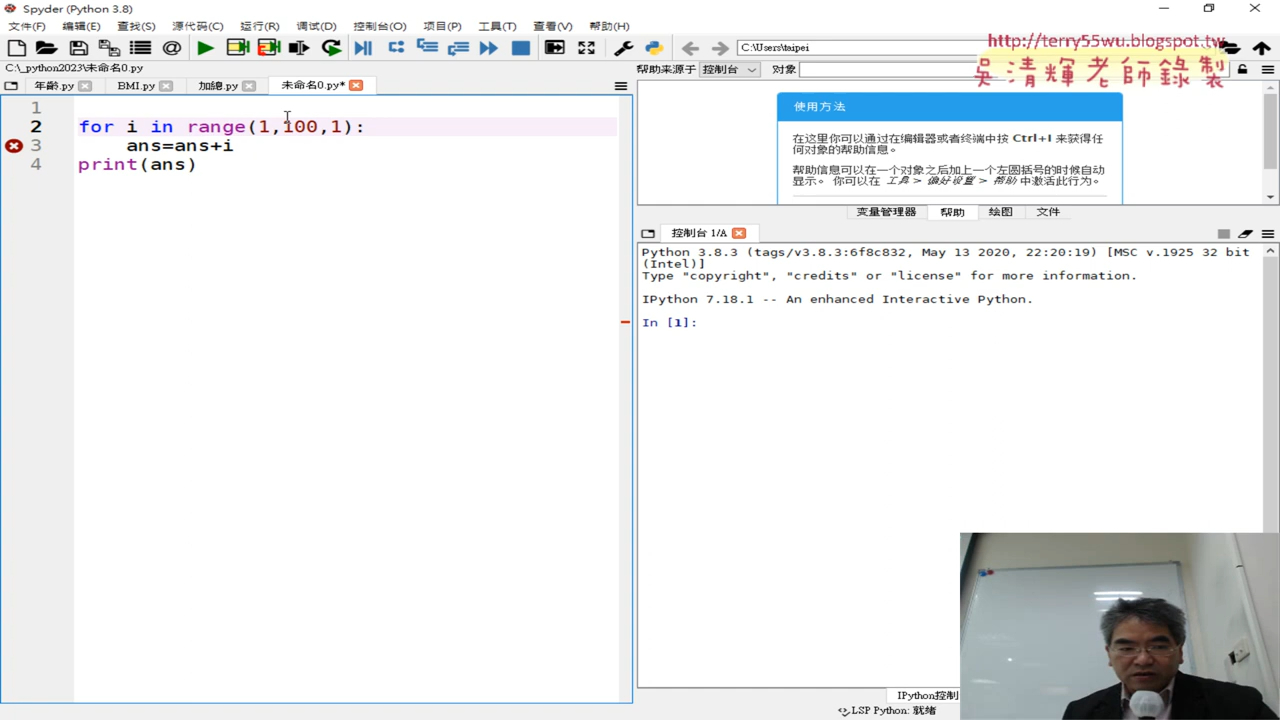 Spyder (Python 3.8)
文件(F) 编辑(E) 查找(S) 源代码(C) 运行(R) 调试(D) 控制台(O) 项目(P) 工具(T) 查看(V) 帮助(H)
C:\Users\taipei
http://terry55wu.blogspot.tw
吳清輝老師錄製
C:\_python2023\未命名0.py
帮助来源于 控制台 对象
年齡.py BMI.py 加總.py 未命名0.py*
1
2 for i in range(1,100,1):
3 ans=ans+i
4 print(ans)
使用方法
在这里你可以通过在编辑器或者终端中按 Ctrl+I 来获得任
何对象的帮助信息。
帮助信息可以在一个对象之后加上一个左圆括号的时候自动
显示。 你可以在 工具 > 偏好设置 > 帮助 中激活此行为。
变量管理器 帮助 绘图 文件
控制台 1/A
Python 3.8.3 (tags/v3.8.3:6f8c832, May 13 2020, 22:20:19) [MSC v.1925 32 bit
(Intel)]
Type "copyright", "credits" or "license" for more information.
IPython 7.18.1 -- An enhanced Interactive Python.
In [1]:
IPython控制
LSP Python: 就绪